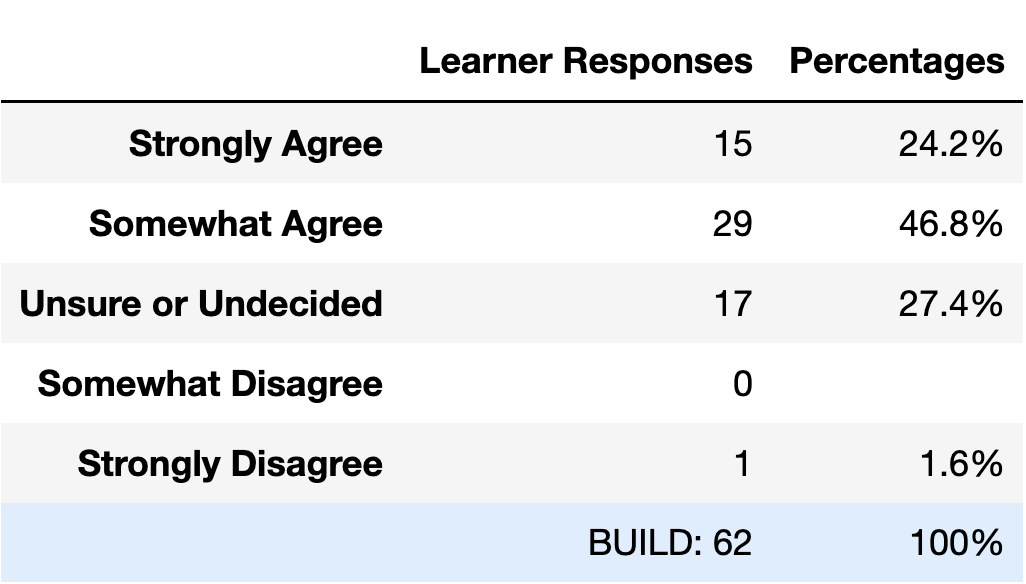 Learner Responses Percentages
Strongly Agree 15 24.2%
Somewhat Agree 29 46.8%
Unsure or Undecided 17 27.4%
Somewhat Disagree 0
Strongly Disagree 1 1.6%
BUILD: 62 100%